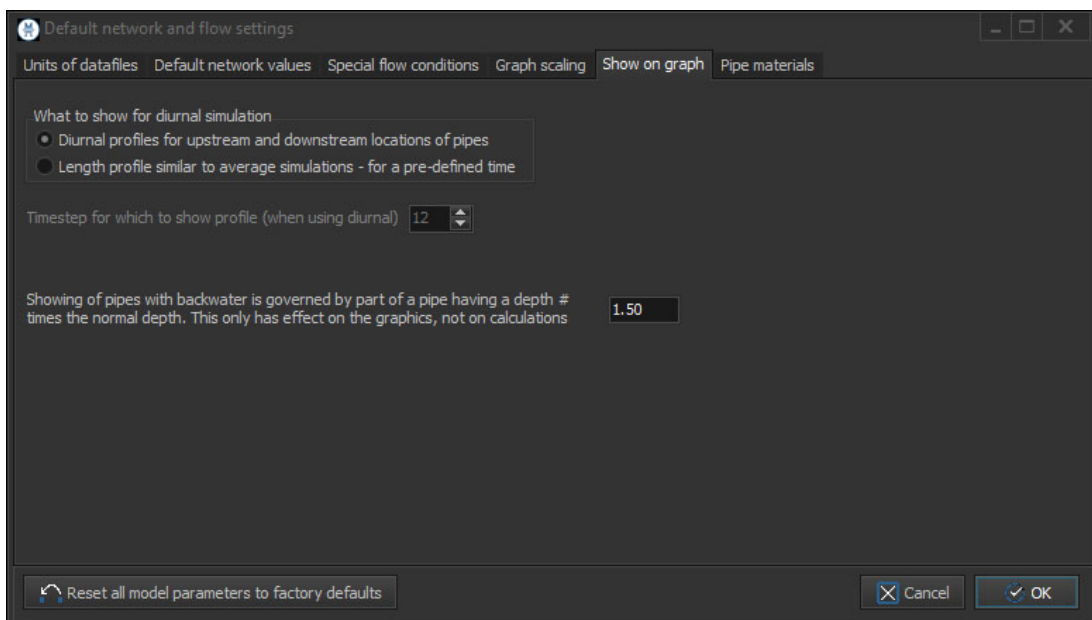 Default network and flow settings
Units of datafiles Default network values Special flow conditions Graph scaling Show on graph Pipe materials
What to show for diurnal simulation
Diurnal profiles for upstream and downstream locations of pipes
Length profile similar to average simulations - for a pre-defined time
Timestep for which to show profile (when using diurnal) 12
Showing of pipes with backwater is governed by part of a pipe having a depth #
times the normal depth. This only has effect on the graphics, not on calculations
1.50
Reset all model parameters to factory defaults Cancel OK